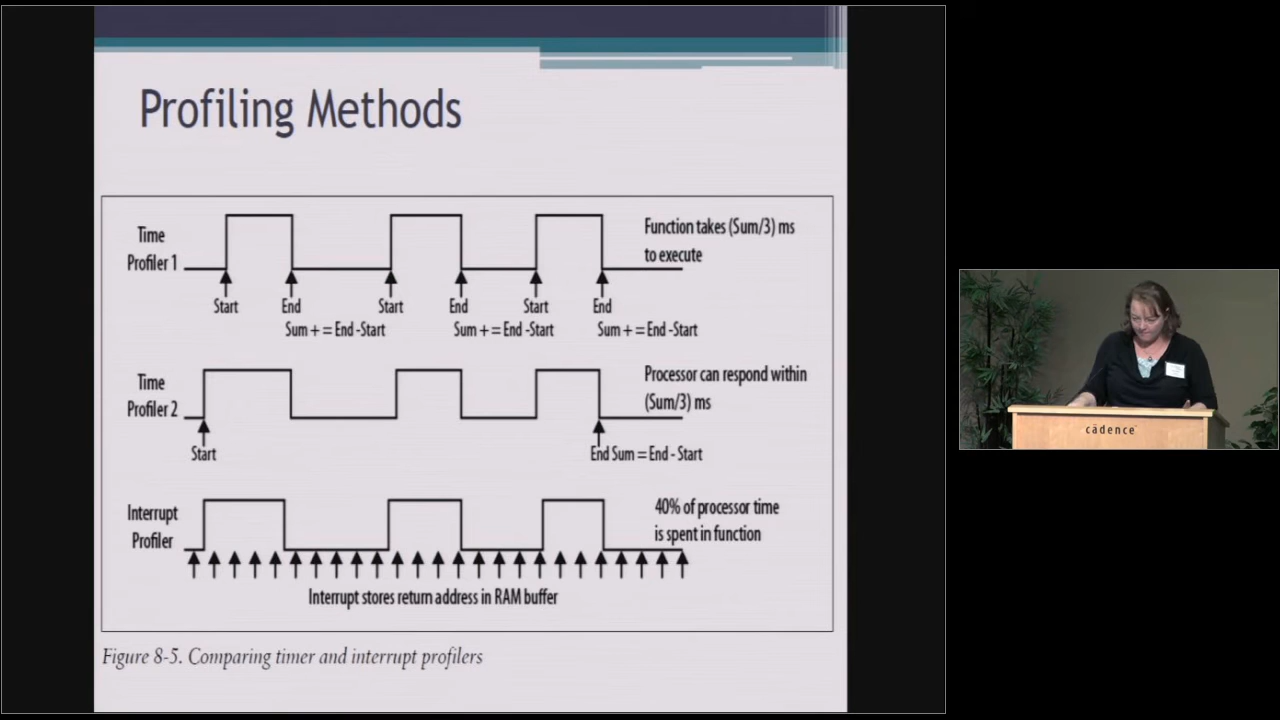 Profiling Methods
Time
Profiler 1
Function takes (Sum/3) ms
to execute
Start End Start End Start End
Sum + = End -Start Sum + = End -Start Sum + = End -Start
Time
Profiler 2
Processor can respond within
(Sum/3) ms
Start
End Sum = End - Start
Interrupt
Profiler
40% of processor time
is spent in function
Interrupt stores return address in RAM buffer
Figure 8-5. Comparing timer and interrupt profilers
cādence